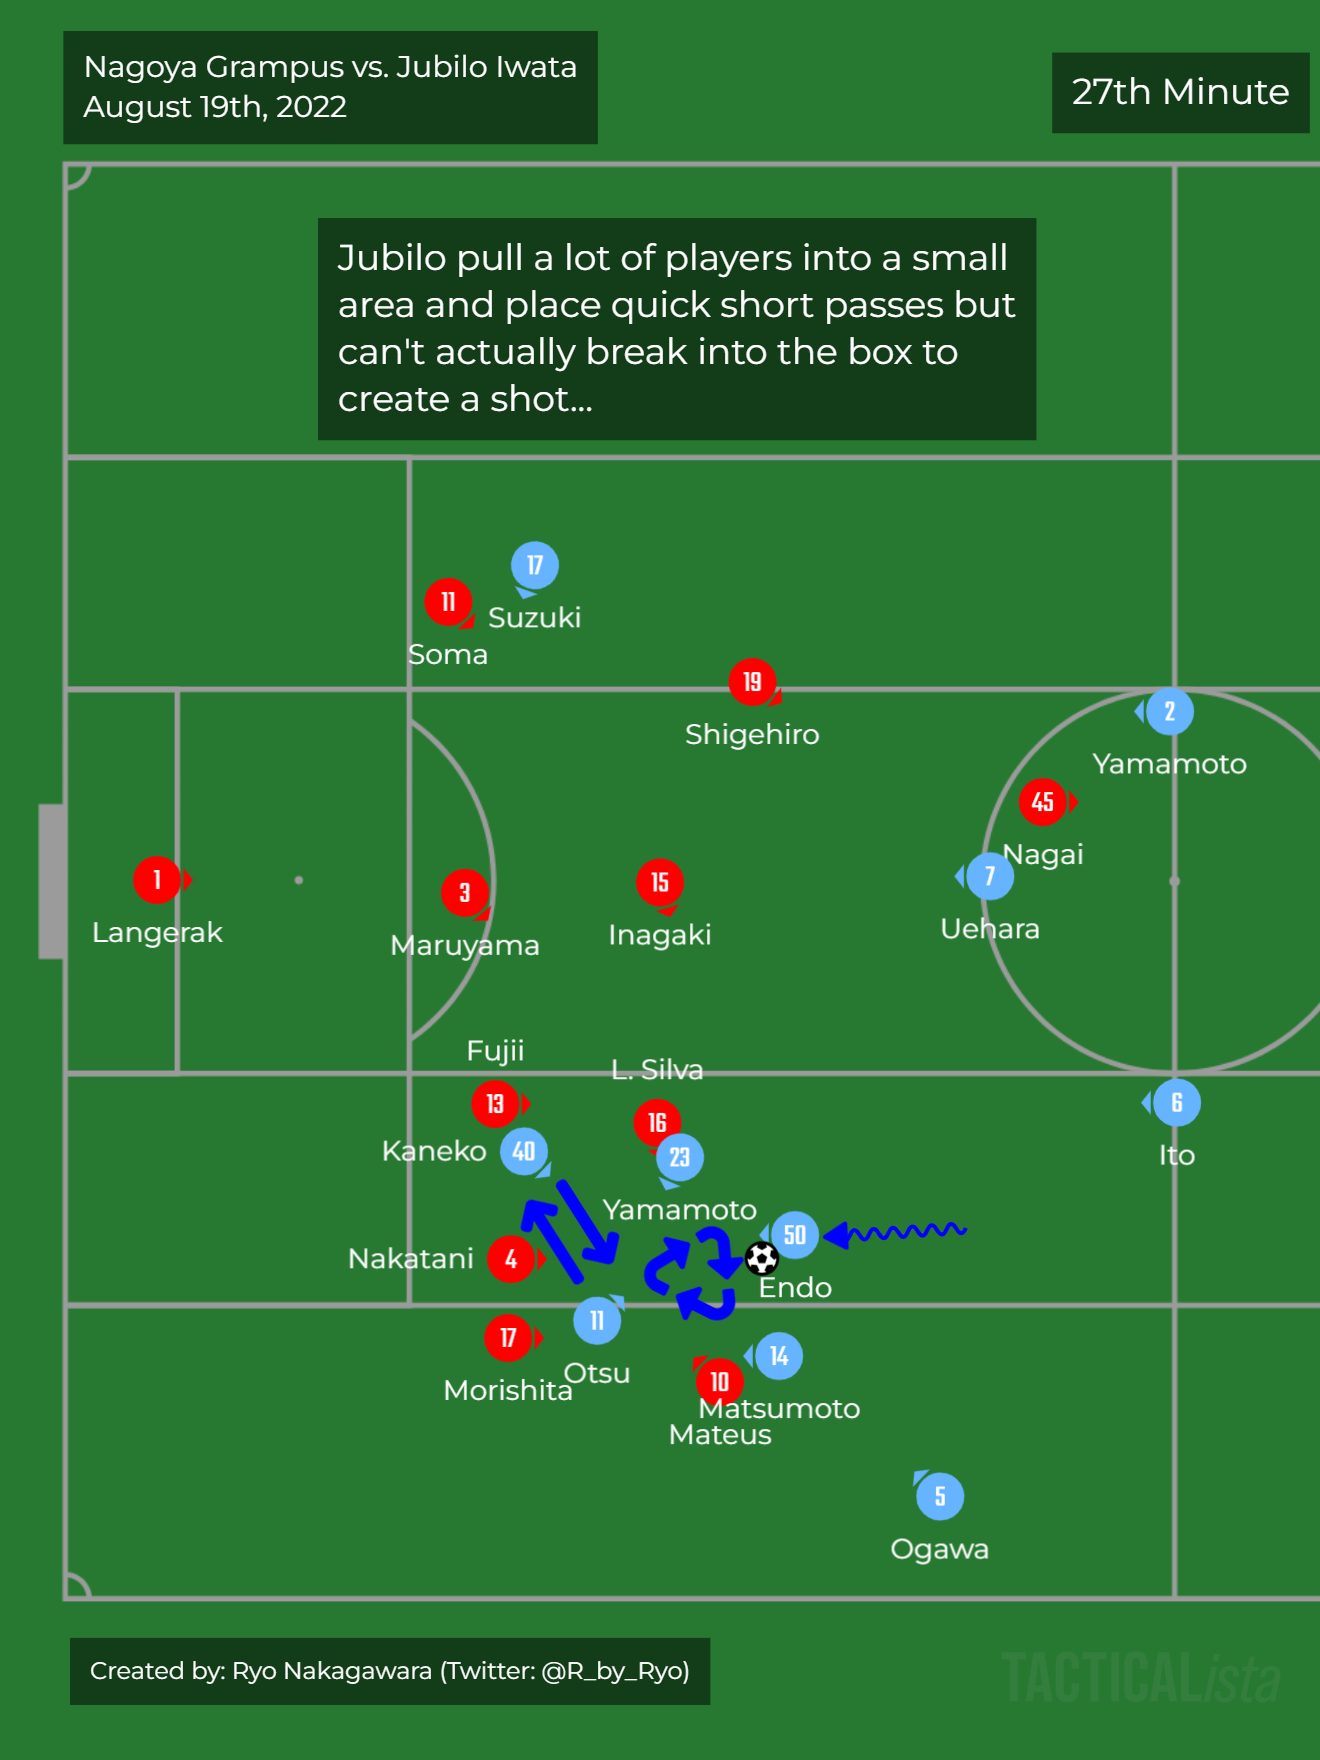 Nagoya Grampus vs. Jubilo Iwata
August 19th, 2022
27th Minute
Jubilo pull a lot of players into a small
area and place quick short passes but
can't actually break into the box to
create a shot...
17
Suzuki
11
Soma
19
Shigehiro
2
Yamamoto
45
Nagai
7
Uehara
1
Langerak
3
Maruyama
15
Inagaki
Fujii
13
L. Silva
16
6
Ito
Kaneko
40
23
Yamamoto
50
Endo
Nakatani
4
11
Otsu
17
Morishita
14
Matsumoto
10
Mateus
5
Ogawa
Created by: Ryo Nakagawara (Twitter: @R_by_Ryo)
TACTICALista